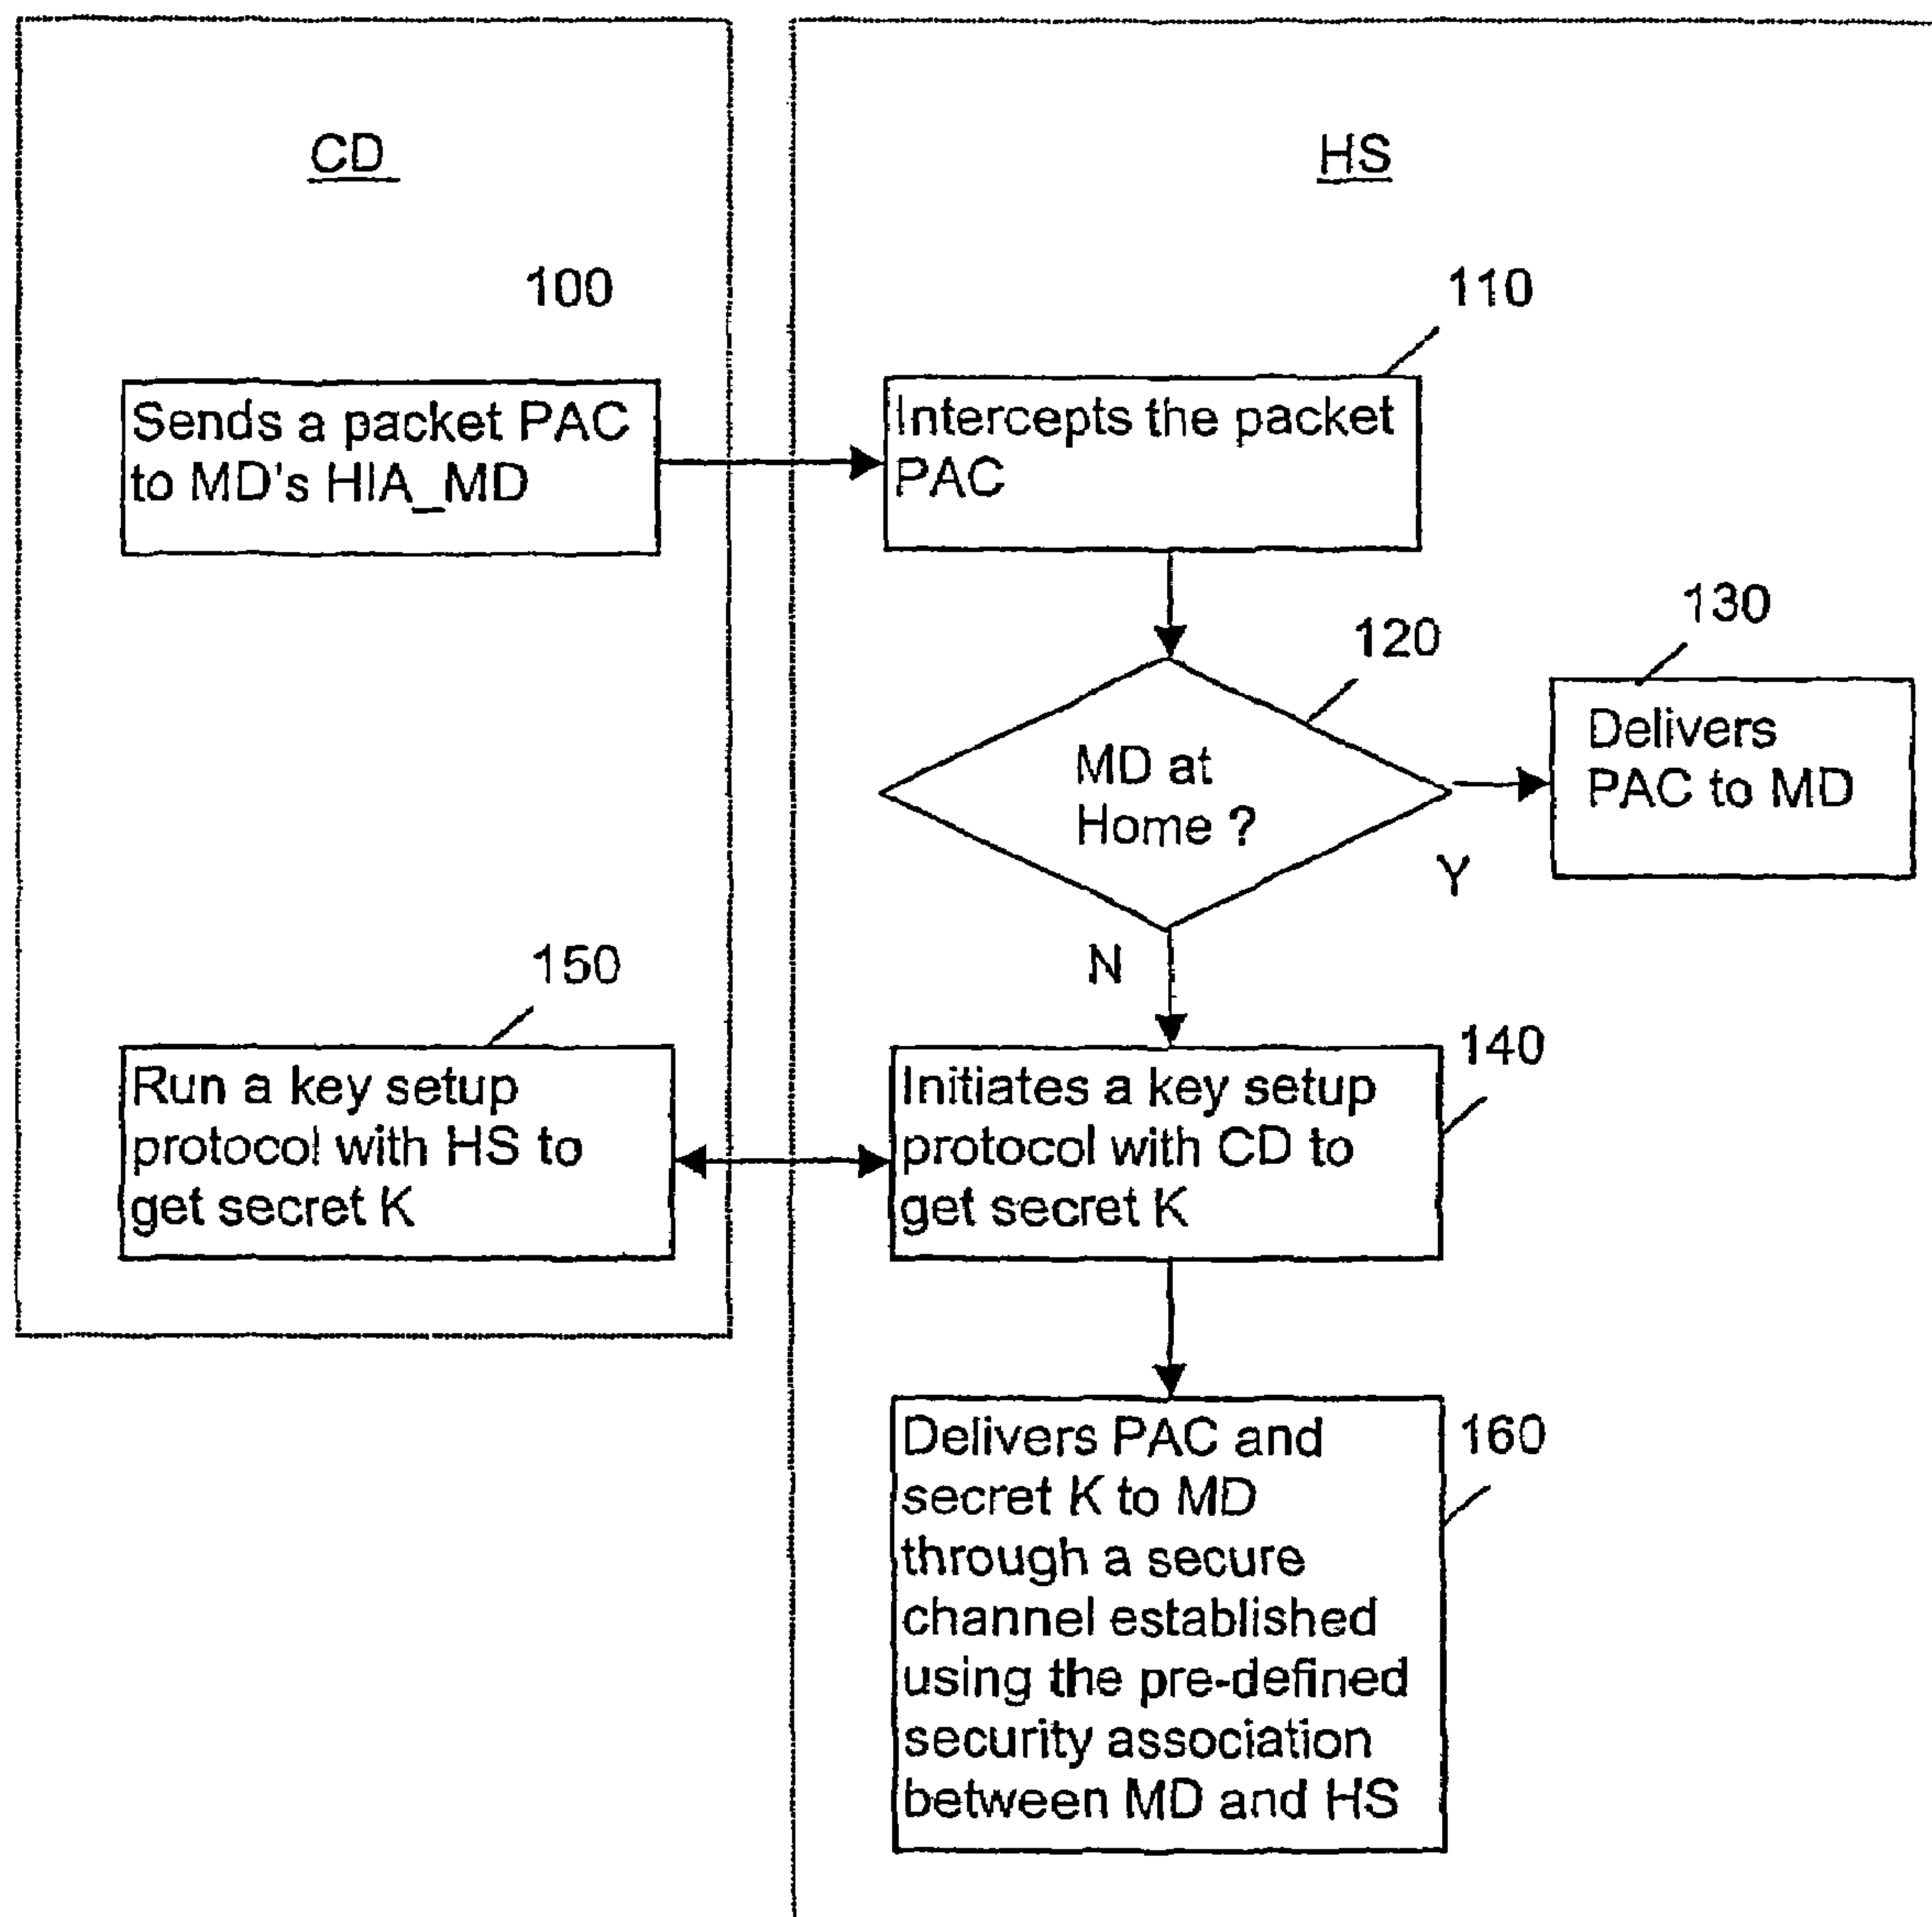 CD
HS
100
110
Sends a packet PAC
to MD's HIA_MD
Intercepts the packet
PAC
120
130
MD at
Home ?
Delivers
PAC to MD
Y
N
150
140
Run a key setup
protocol with HS to
get secret K
Initiates a key setup
protocol with CD to
get secret K
160
Delivers PAC and
secret K to MD
through a secure
channel established
using the pre-defined
security association
between MD and HS